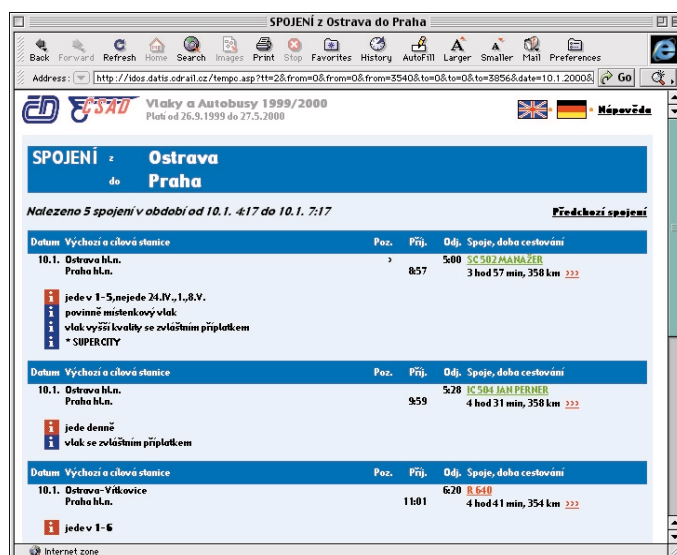 SPOJENÍ z Ostrava do Praha
Back Forward Refresh Home Search Images Print Stop Favorites History AutoFill Larger Smaller Mail Preferences
Address: http://idos.datis.cdrail.cz/tempo.asp?tt=2&from=0&from=0&from=3540&to=0&to=0&to=3856&date=10.1.2000& Go
ČD ČSAD Vlaky a Autobusy 1999/2000 Nápověda
Platí od 26.9.1999 do 27.5.2000
SPOJENÍ z Ostrava
do Praha
Nalezeno 5 spojení v období od 10.1. 4:17 do 10.1. 7:17 Předchozí spojení
Datum Výchozí a cílová stanice Poz. Příj. Odj. Spoje, doba cestování
10.1. Ostrava hl.n. › 5:00 SC 502 MANAŽER
Praha hl.n. 8:57 3 hod 57 min, 358 km >>>
i jede v 1-5,nejede 24.IV.,1.,8.V.
i povinně místenkový vlak
i vlak vyšší kvality se zvláštním příplatkem
i * SUPERCITY
Datum Výchozí a cílová stanice Poz. Příj. Odj. Spoje, doba cestování
10.1. Ostrava hl.n. 5:28 IC 504 JAN PERNER
Praha hl.n. 9:59 4 hod 31 min, 358 km >>>
i jede denně
i vlak se zvláštním příplatkem
Datum Výchozí a cílová stanice Poz. Příj. Odj. Spoje, doba cestování
10.1. Ostrava-Vítkovice 6:20 R 640
Praha hl.n. 11:01 4 hod 41 min, 354 km >>>
i jede v 1-6
Internet zone